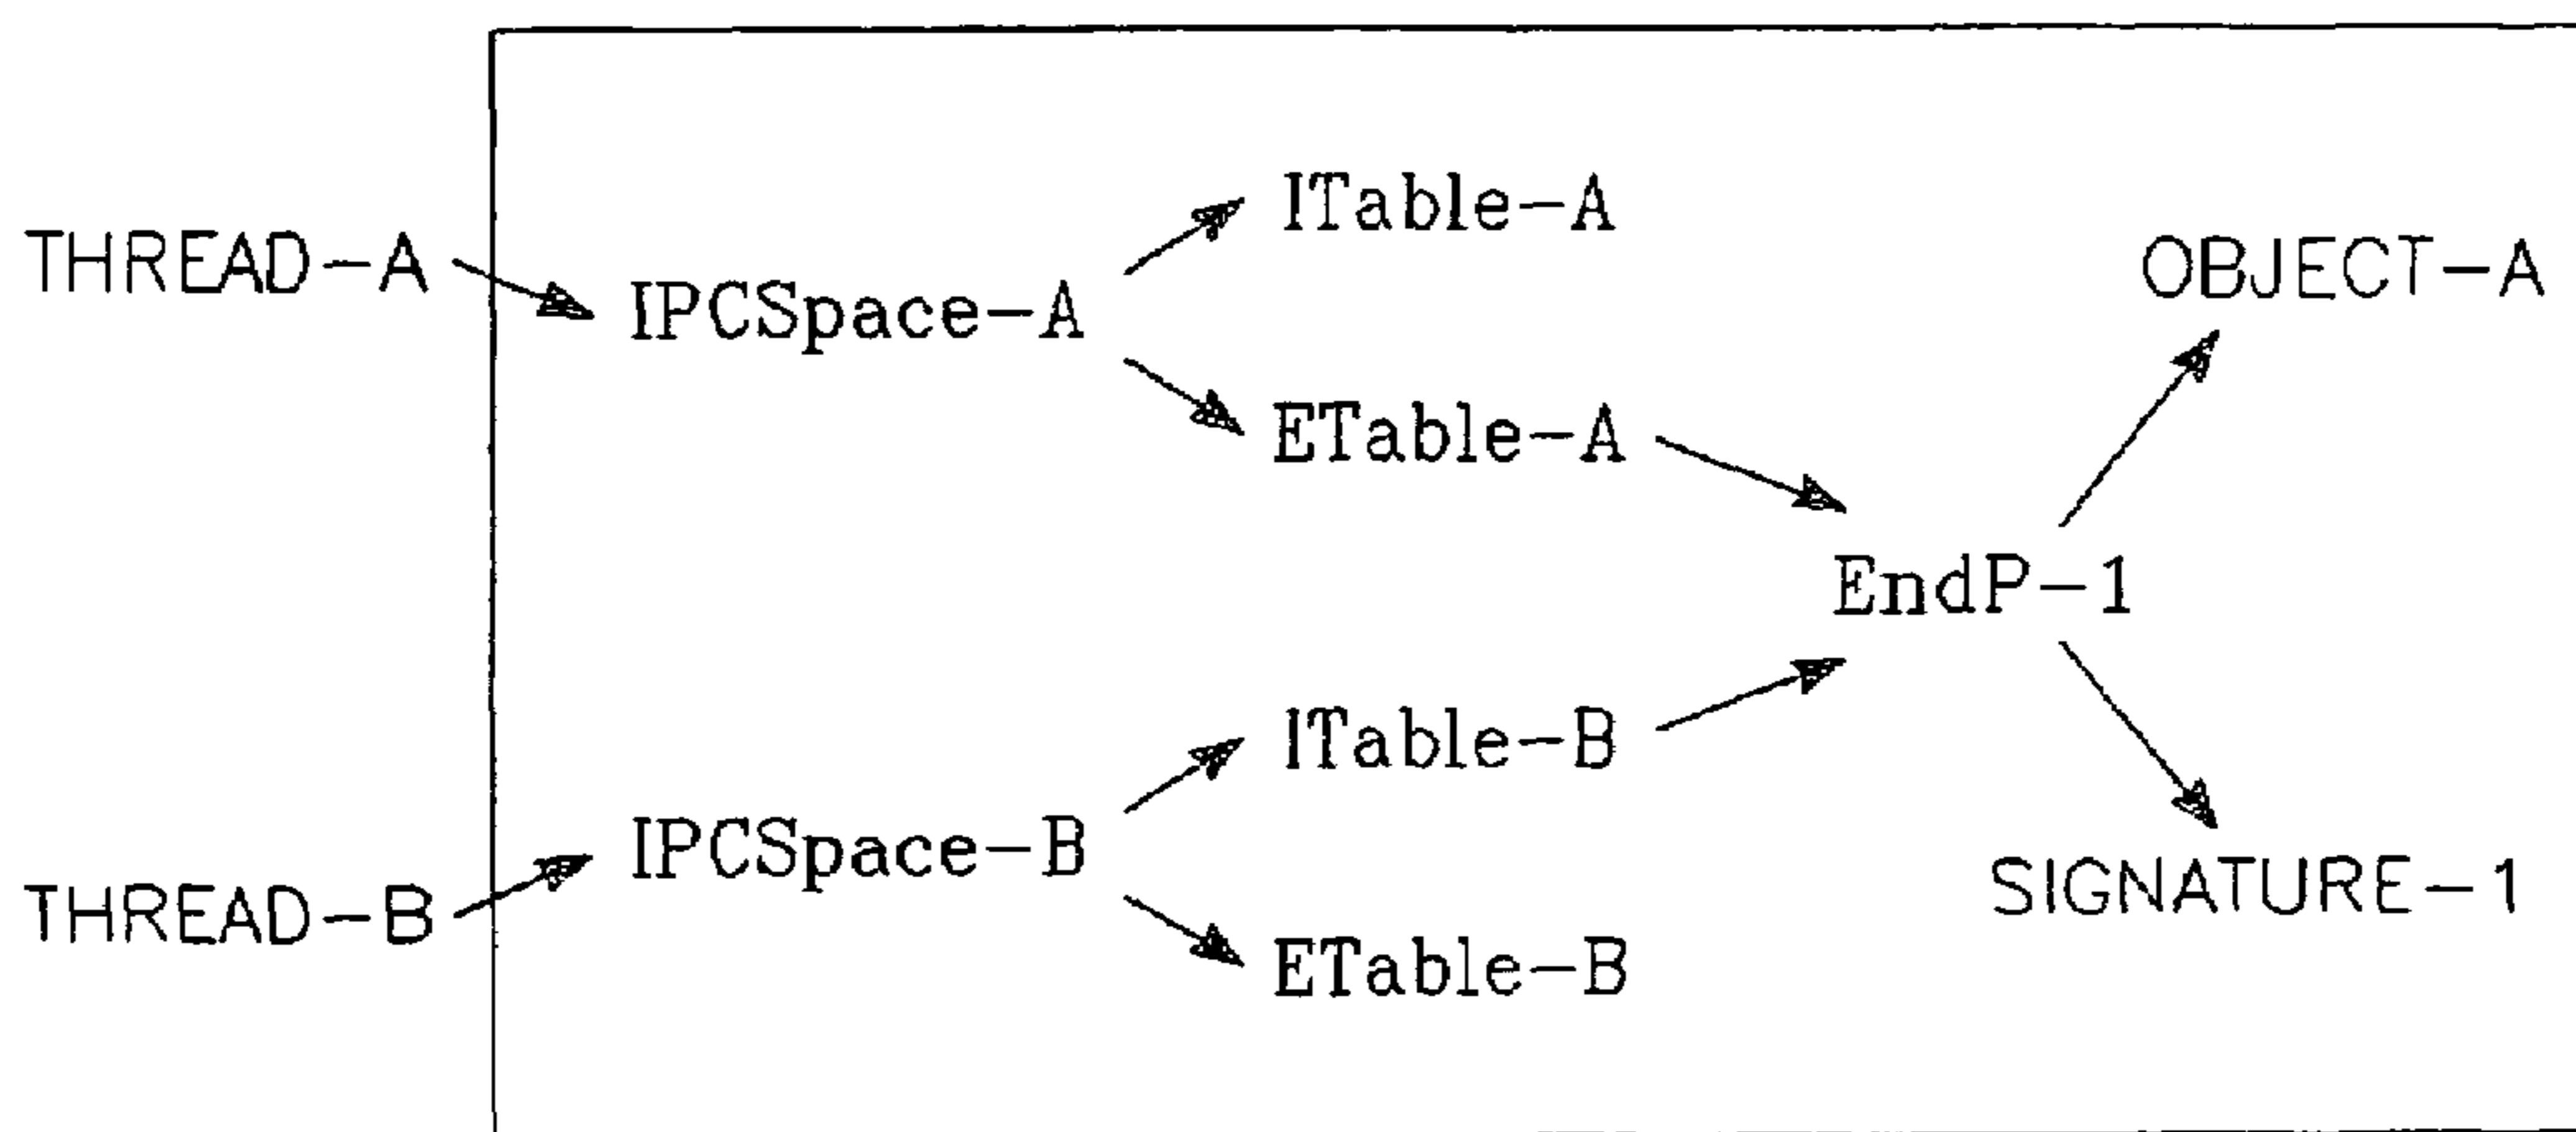 ITable-A
THREAD-A
OBJECT-A
IPCSpace-A
ETable-A
EndP-1
ITable-B
IPCSpace-B
THREAD-B
SIGNATURE-1
ETable-B